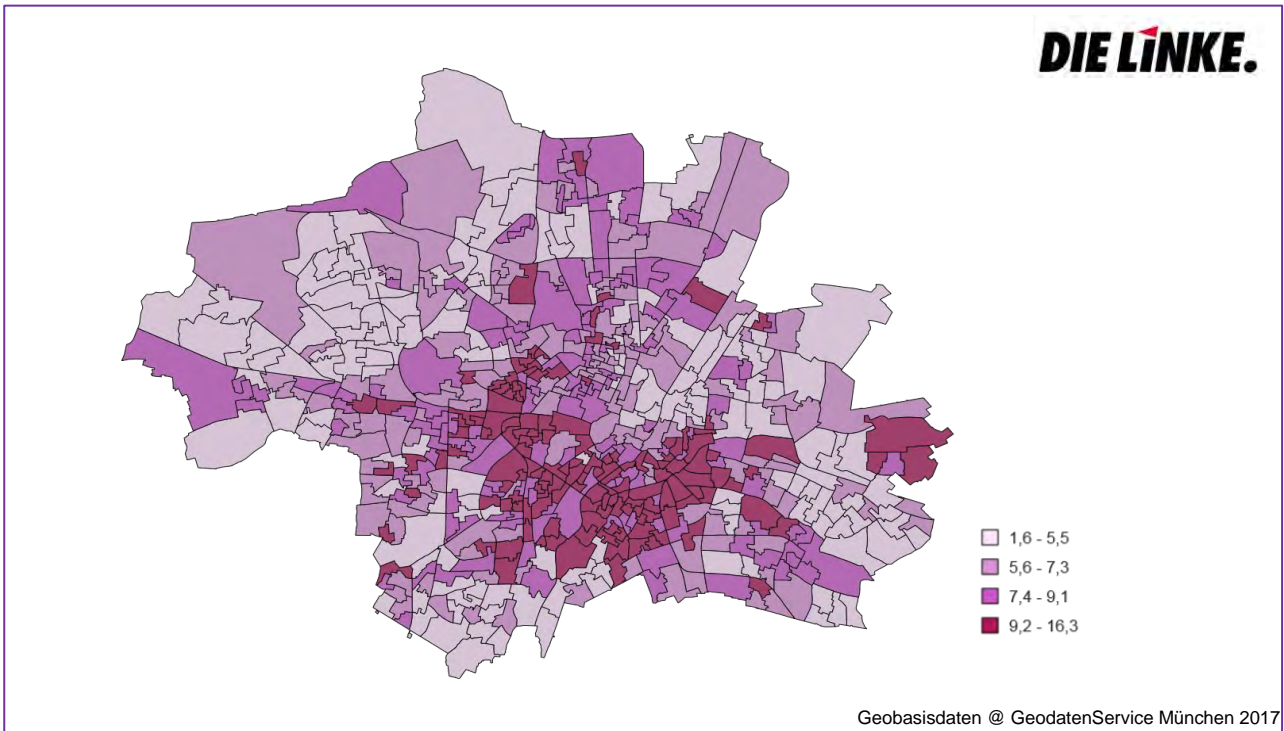 DIE LINKE.
1,6 - 5,5
5,6 - 7,3
7,4 - 9,1
9,2 - 16,3
Geobasisdaten @ GeodatenService München 2017